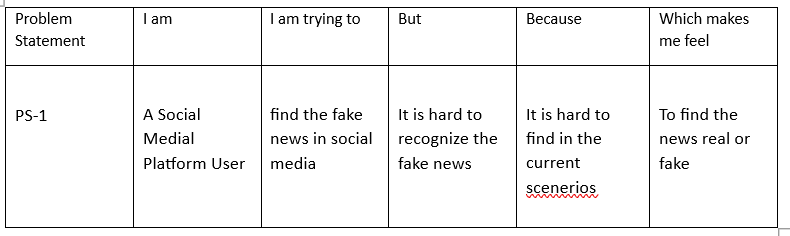 Problem Statement
I am
I am trying to
But
Because
Which makes me feel
PS-1
A Social
Medial
Platform User
find the fake
news in social
media
It is hard to
recognize the
fake news
It is hard to
find in the
current
scenerios
To find the
news real or
fake